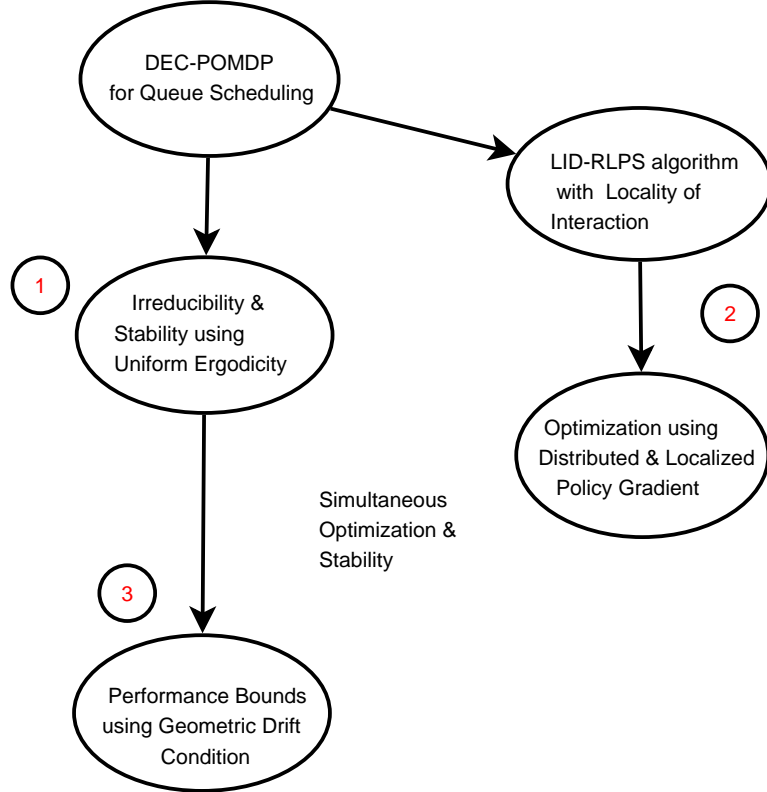 DEC-POMDP
for Queue Scheduling
LID-RLPS algorithm
with Locality of
Interaction
1
Irreducibility &
Stability using
Uniform Ergodicity
2
Optimization using
Distributed & Localized
Policy Gradient
Simultaneous
Optimization &
Stability
3
Performance Bounds
using Geometric Drift
Condition